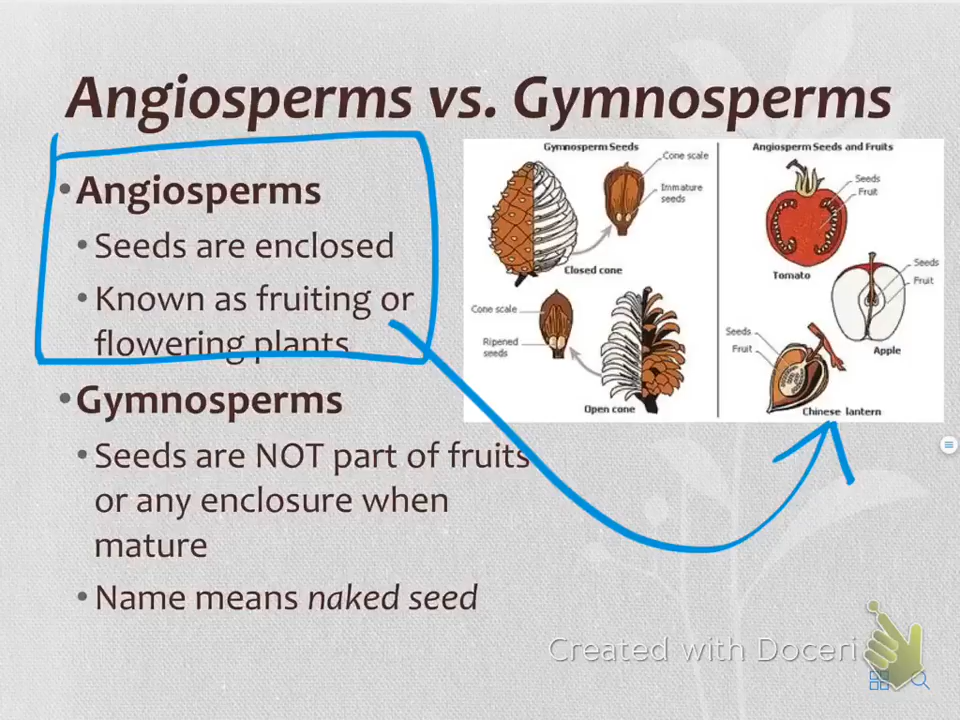 Angiosperms vs. Gymnosperms
• Angiosperms
• Seeds are enclosed
• Known as fruiting or
flowering plants
• Gymnosperms
• Seeds are NOT part of fruits
or any enclosure when
mature
• Name means naked seed
Gymnosperm Seeds
Cone scale
Immature
seeds
Closed cone
Cone scale
Ripened
seeds
Open cone
Angiosperm Seeds and Fruits
Seeds
Fruit
Tomato
Seeds
Fruit
Apple
Seeds
Fruit
Chinese lantern
Created with Doceri